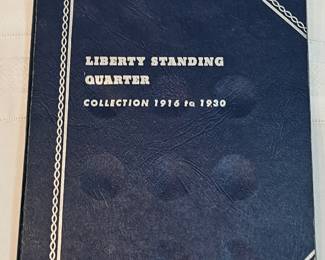 LIBERTY STANDING
QUARTER
COLLECTION 1916 TO 1930